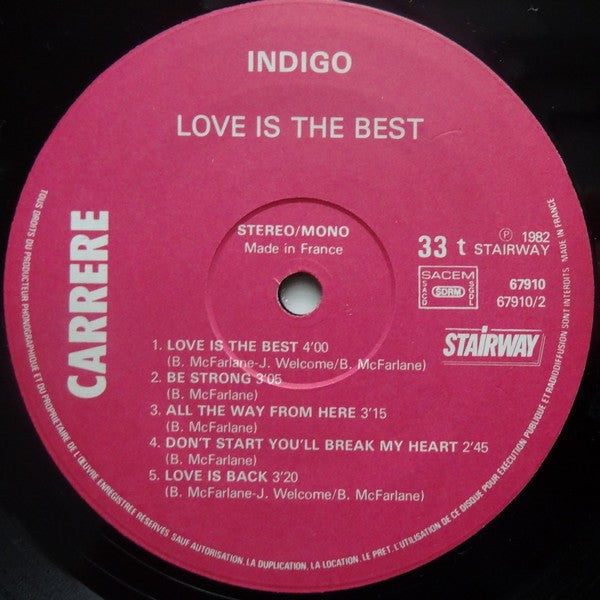 INDIGO
LOVE IS THE BEST
CARRERE
STEREO/MONO
Made in France
33 t
℗ 1982
STAIRWAY
SACEM
SACD
SDRM
SGDL
67910
67910/2
STAIRWAY
1. LOVE IS THE BEST 4'00
(B. McFarlane-J. Welcome/B. McFarlane)
2. BE STRONG 3'05
(B. McFarlane)
3. ALL THE WAY FROM HERE 3'15
(B. McFarlane)
4. DON'T START YOU'LL BREAK MY HEART 2'45
(B. McFarlane)
5. LOVE IS BACK 3'20
(B. McFarlane-J. Welcome/B. McFarlane)
TOUS DROITS DU PRODUCTEUR PHONOGRAPHIQUE ET DU PROPRIETAIRE DE L'ŒUVRE ENREGISTREE RESERVES SAUF AUTORISATION, LA DUPLICATION, LA LOCATION, LE PRET, L'UTILISATION DE CE DISQUE POUR EXÉCUTION PUBLIQUE ET RADIODIFFUSION SONT INTERDITS MADE IN FRANCE